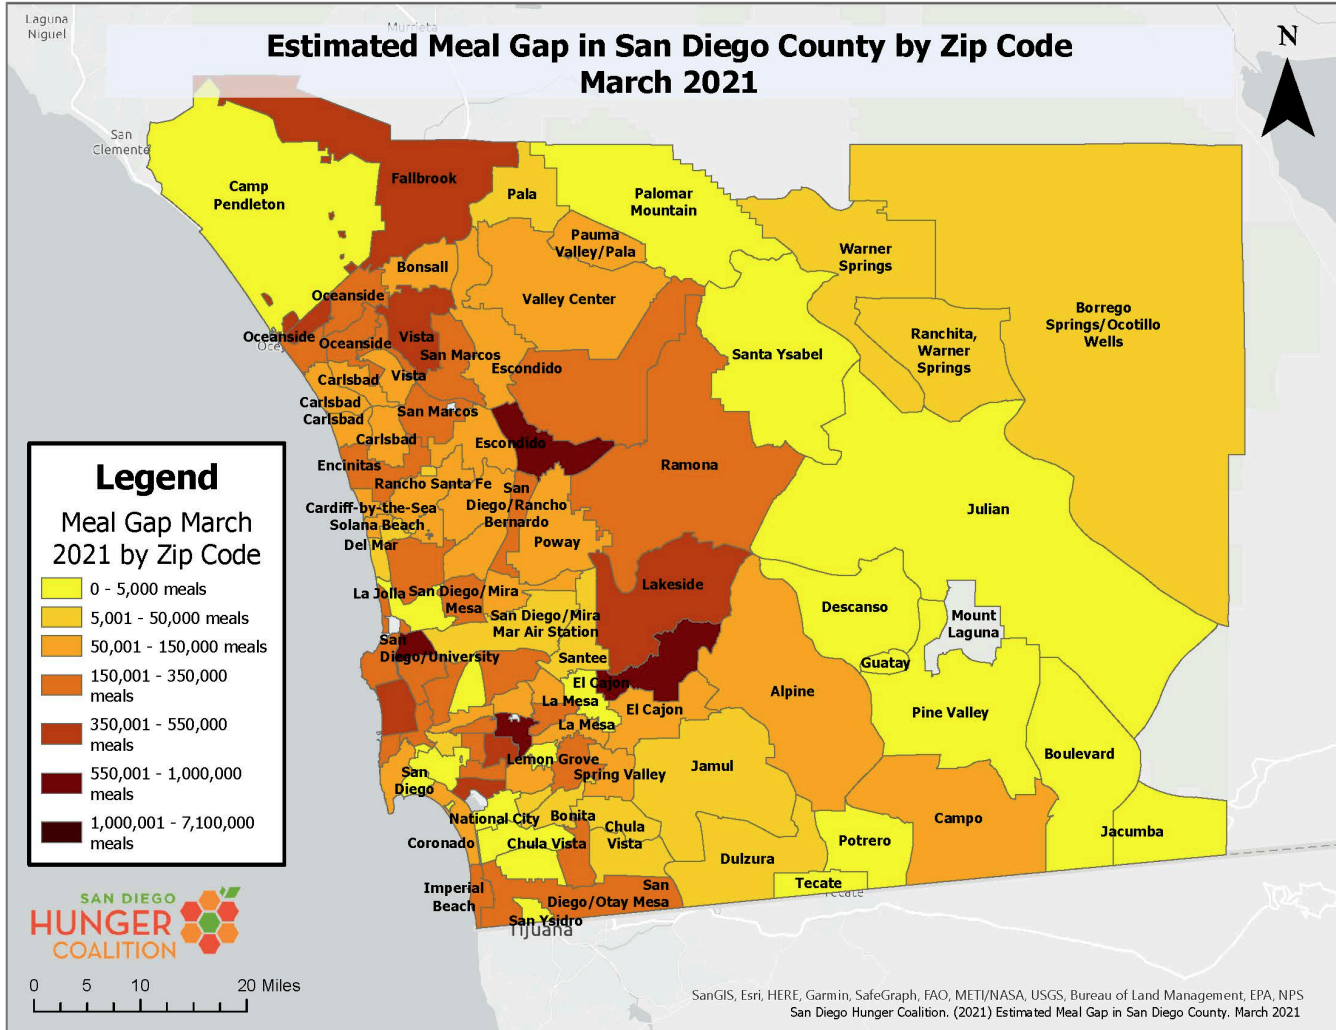 Laguna
Niguel
Murrieta
Estimated Meal Gap in San Diego County by Zip Code
March 2021
N
San
Clemente
Camp
Pendleton
Fallbrook
Pala
Palomar
Mountain
Pauma
Valley/Pala
Warner
Springs
Bonsall
Oceanside
Valley Center
Borrego
Springs/Ocotillo
Wells
Oceanside
Oceanside
Vista
San Marcos
Ranchita,
Warner
Springs
Santa Ysabel
Escondido
Vista
Carlsbad
Carlsbad
Carlsbad
San Marcos
Carlsbad
Escondido
Encinitas
Ramona
Rancho Santa Fe
San
Diego/Rancho
Bernardo
Cardiff-by-the-Sea
Solana Beach
Del Mar
Poway
Julian
La Jolla
San Diego/Mira
Mesa
Lakeside
San Diego/Mira
Mar Air Station
Descanso
Mount
Laguna
San
Diego/University
Santee
Guatay
El Cajon
La Mesa
El Cajon
Alpine
Pine Valley
La Mesa
Lemon Grove
Spring Valley
Jamul
Boulevard
San
Diego
National City
Bonita
Chula
Vista
Campo
Coronado
Chula Vista
Potrero
Jacumba
Dulzura
Imperial
Beach
San
Diego/Otay Mesa
Tecate
Tecate
San Ysidro
Tijuana
Legend
Meal Gap March
2021 by Zip Code
0 - 5,000 meals
5,001 - 50,000 meals
50,001 - 150,000 meals
150,001 - 350,000
meals
350,001 - 550,000
meals
550,001 - 1,000,000
meals
1,000,001 - 7,100,000
meals
SAN DIEGO
HUNGER
COALITION
0 5 10 20 Miles
SanGIS, Esri, HERE, Garmin, SafeGraph, FAO, METI/NASA, USGS, Bureau of Land Management, EPA, NPS
San Diego Hunger Coalition. (2021) Estimated Meal Gap in San Diego County. March 2021